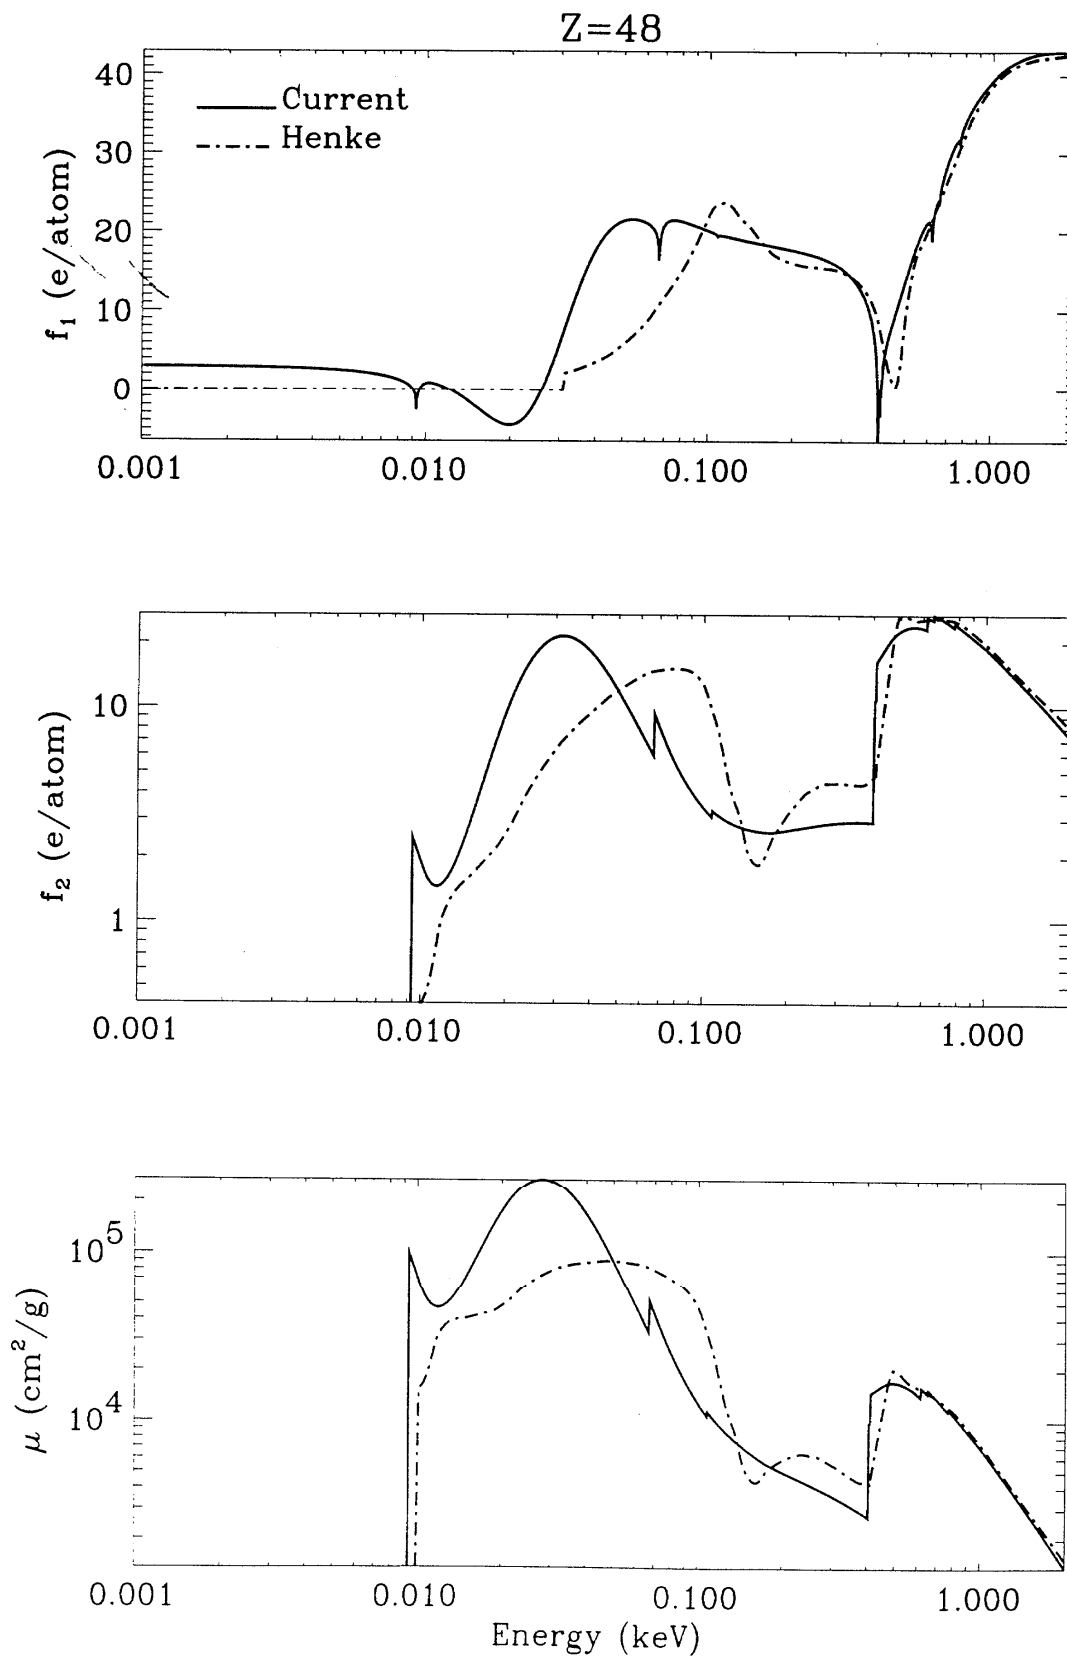 Z=48
Current
Henke
f₁ (e/atom)
40
30
20
10
0
0.001 0.010 0.100 1.000
f₂ (e/atom)
10
1
0.001 0.010 0.100 1.000
μ (cm²/g)
10⁵
10⁴
0.001 0.010 0.100 1.000
Energy (keV)